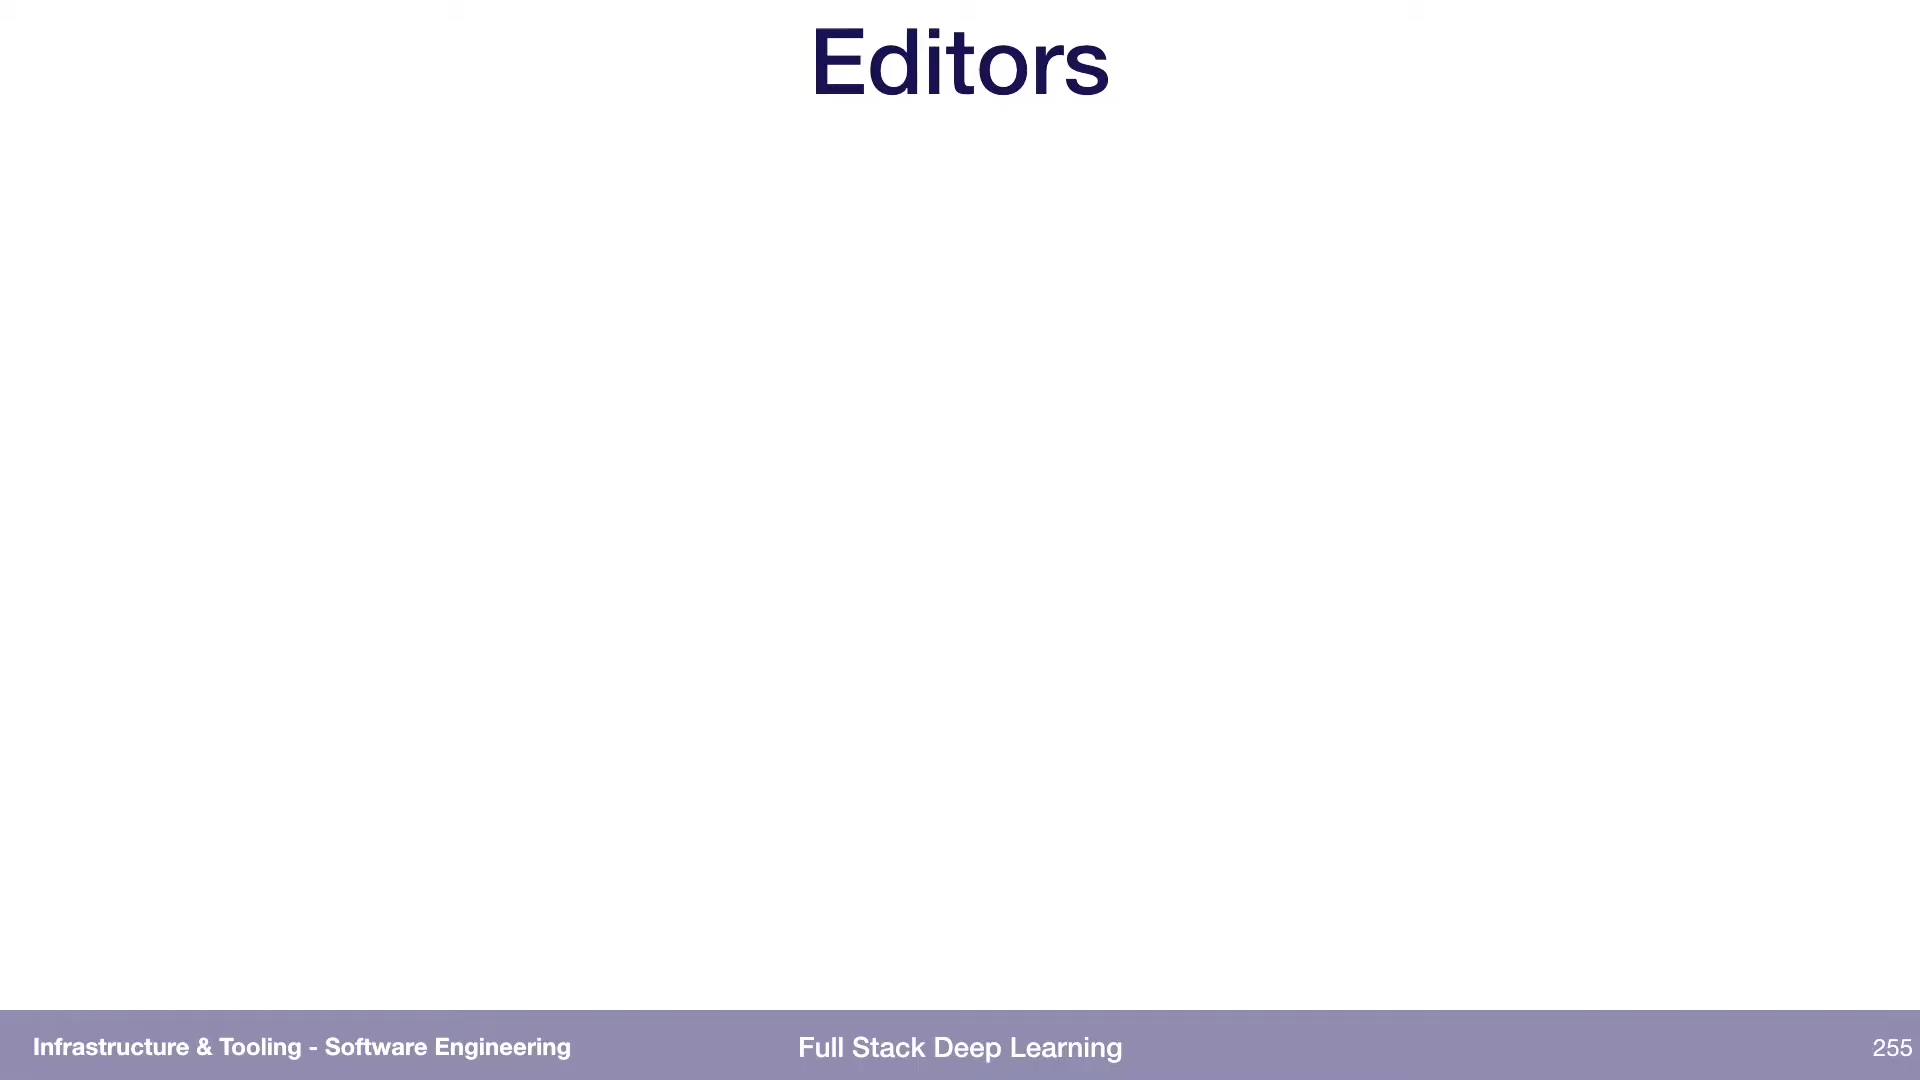 Editors
Infrastructure & Tooling - Software Engineering
Full Stack Deep Learning
255